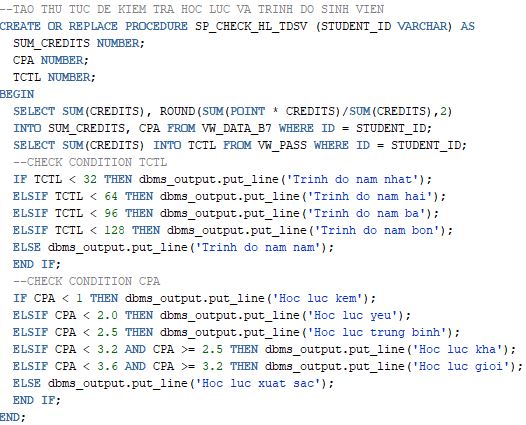 --TAO THU TUC DE KIEM TRA HOC LUC VA TRINH DO SINH VIEN
CREATE OR REPLACE PROCEDURE SP_CHECK_HL_TDSV (STUDENT_ID VARCHAR) AS
  SUM_CREDITS NUMBER;
  CPA NUMBER;
  TCTL NUMBER;
BEGIN
  SELECT SUM(CREDITS), ROUND(SUM(POINT * CREDITS)/SUM(CREDITS),2)
  INTO SUM_CREDITS, CPA FROM VW_DATA_B7 WHERE ID = STUDENT_ID;
  SELECT SUM(CREDITS) INTO TCTL FROM VW_PASS WHERE ID = STUDENT_ID;
  --CHECK CONDITION TCTL
  IF TCTL < 32 THEN dbms_output.put_line('Trinh do nam nhat');
  ELSIF TCTL < 64 THEN dbms_output.put_line('Trinh do nam hai');
  ELSIF TCTL < 96 THEN dbms_output.put_line('Trinh do nam ba');
  ELSIF TCTL < 128 THEN dbms_output.put_line('Trinh do nam bon');
  ELSE dbms_output.put_line('Trinh do nam nam');
  END IF;
  --CHECK CONDITION CPA
  IF CPA < 1 THEN dbms_output.put_line('Hoc luc kem');
  ELSIF CPA < 2.0 THEN dbms_output.put_line('Hoc luc yeu');
  ELSIF CPA < 2.5 THEN dbms_output.put_line('Hoc luc trung binh');
  ELSIF CPA < 3.2 AND CPA >= 2.5 THEN dbms_output.put_line('Hoc luc kha');
  ELSIF CPA < 3.6 AND CPA >= 3.2 THEN dbms_output.put_line('Hoc luc gioi');
  ELSE dbms_output.put_line('Hoc luc xuat sac');
  END IF;
END;